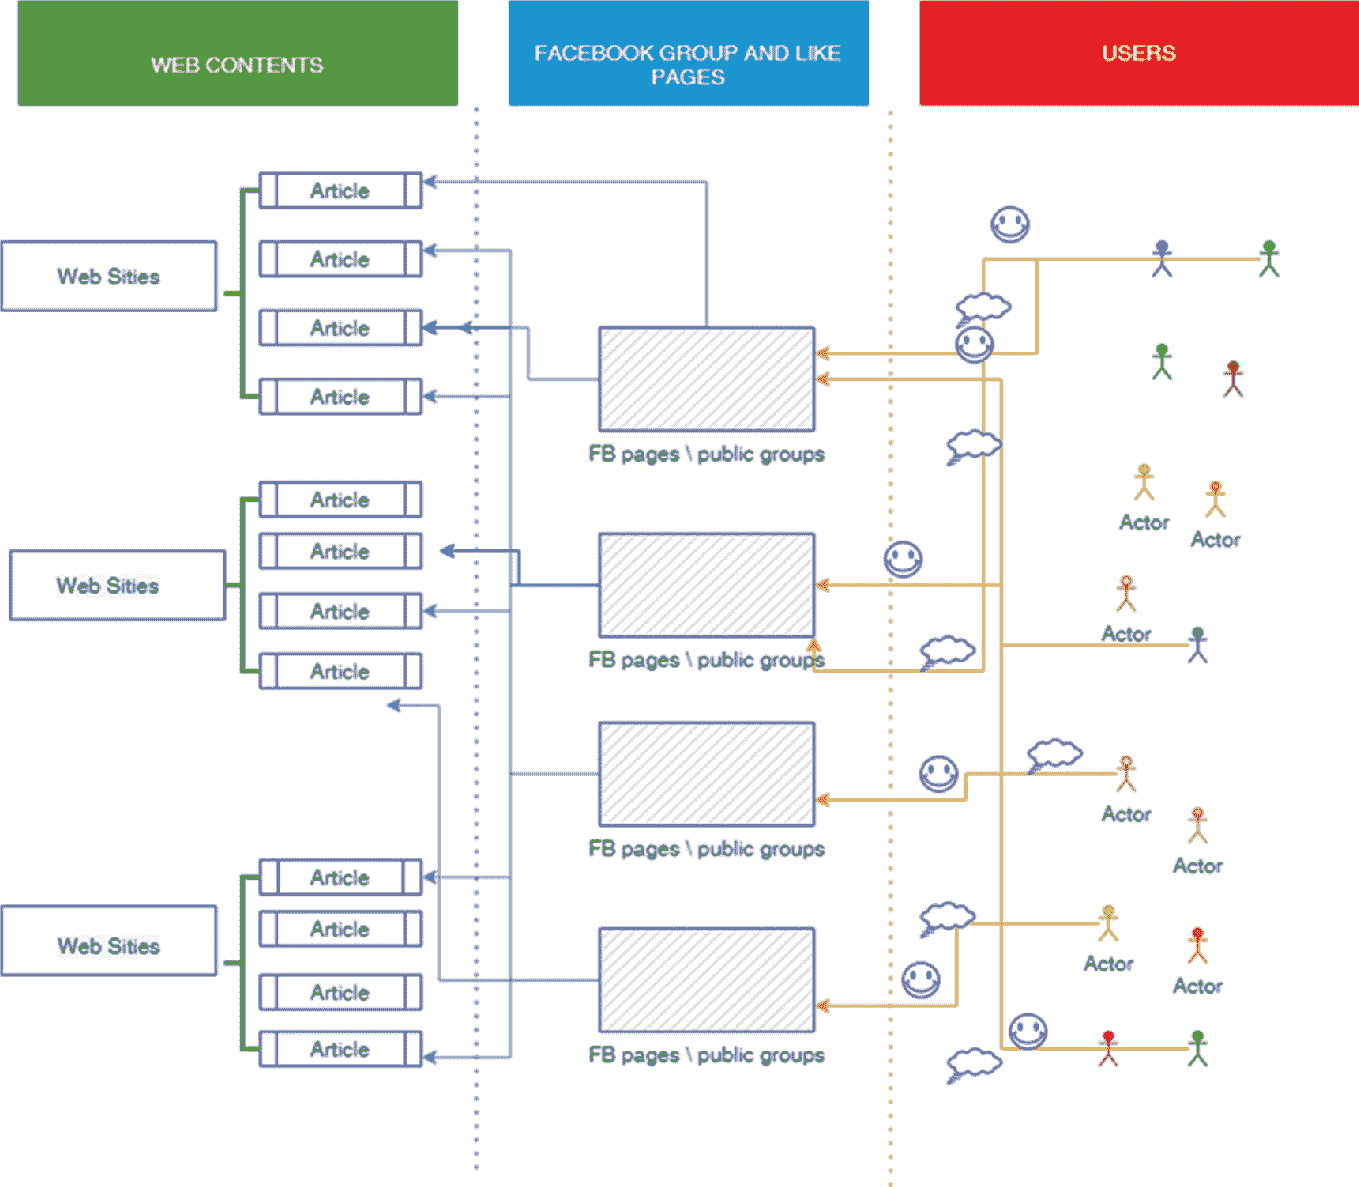 WEB CONTENTS
FACEBOOK GROUP AND LIKE
PAGES
USERS
Web Sities
Article
Article
Article
Article
FB pages \ public groups
Web Sities
Article
Article
Article
Article
FB pages \ public groups
FB pages \ public groups
Web Sities
Article
Article
Article
Article
FB pages \ public groups
Actor
Actor
Actor
Actor
Actor
Actor
Actor